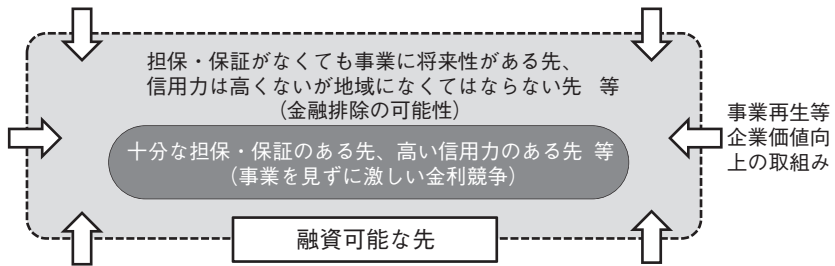 担保・保証がなくても事業に将来性がある先、
信用力は高くないが地域になくてはならない先 等
(金融排除の可能性)
十分な担保・保証のある先、高い信用力のある先 等
(事業を見ずに激しい金利競争)
融資可能な先
事業再生等
企業価値向
上の取組み